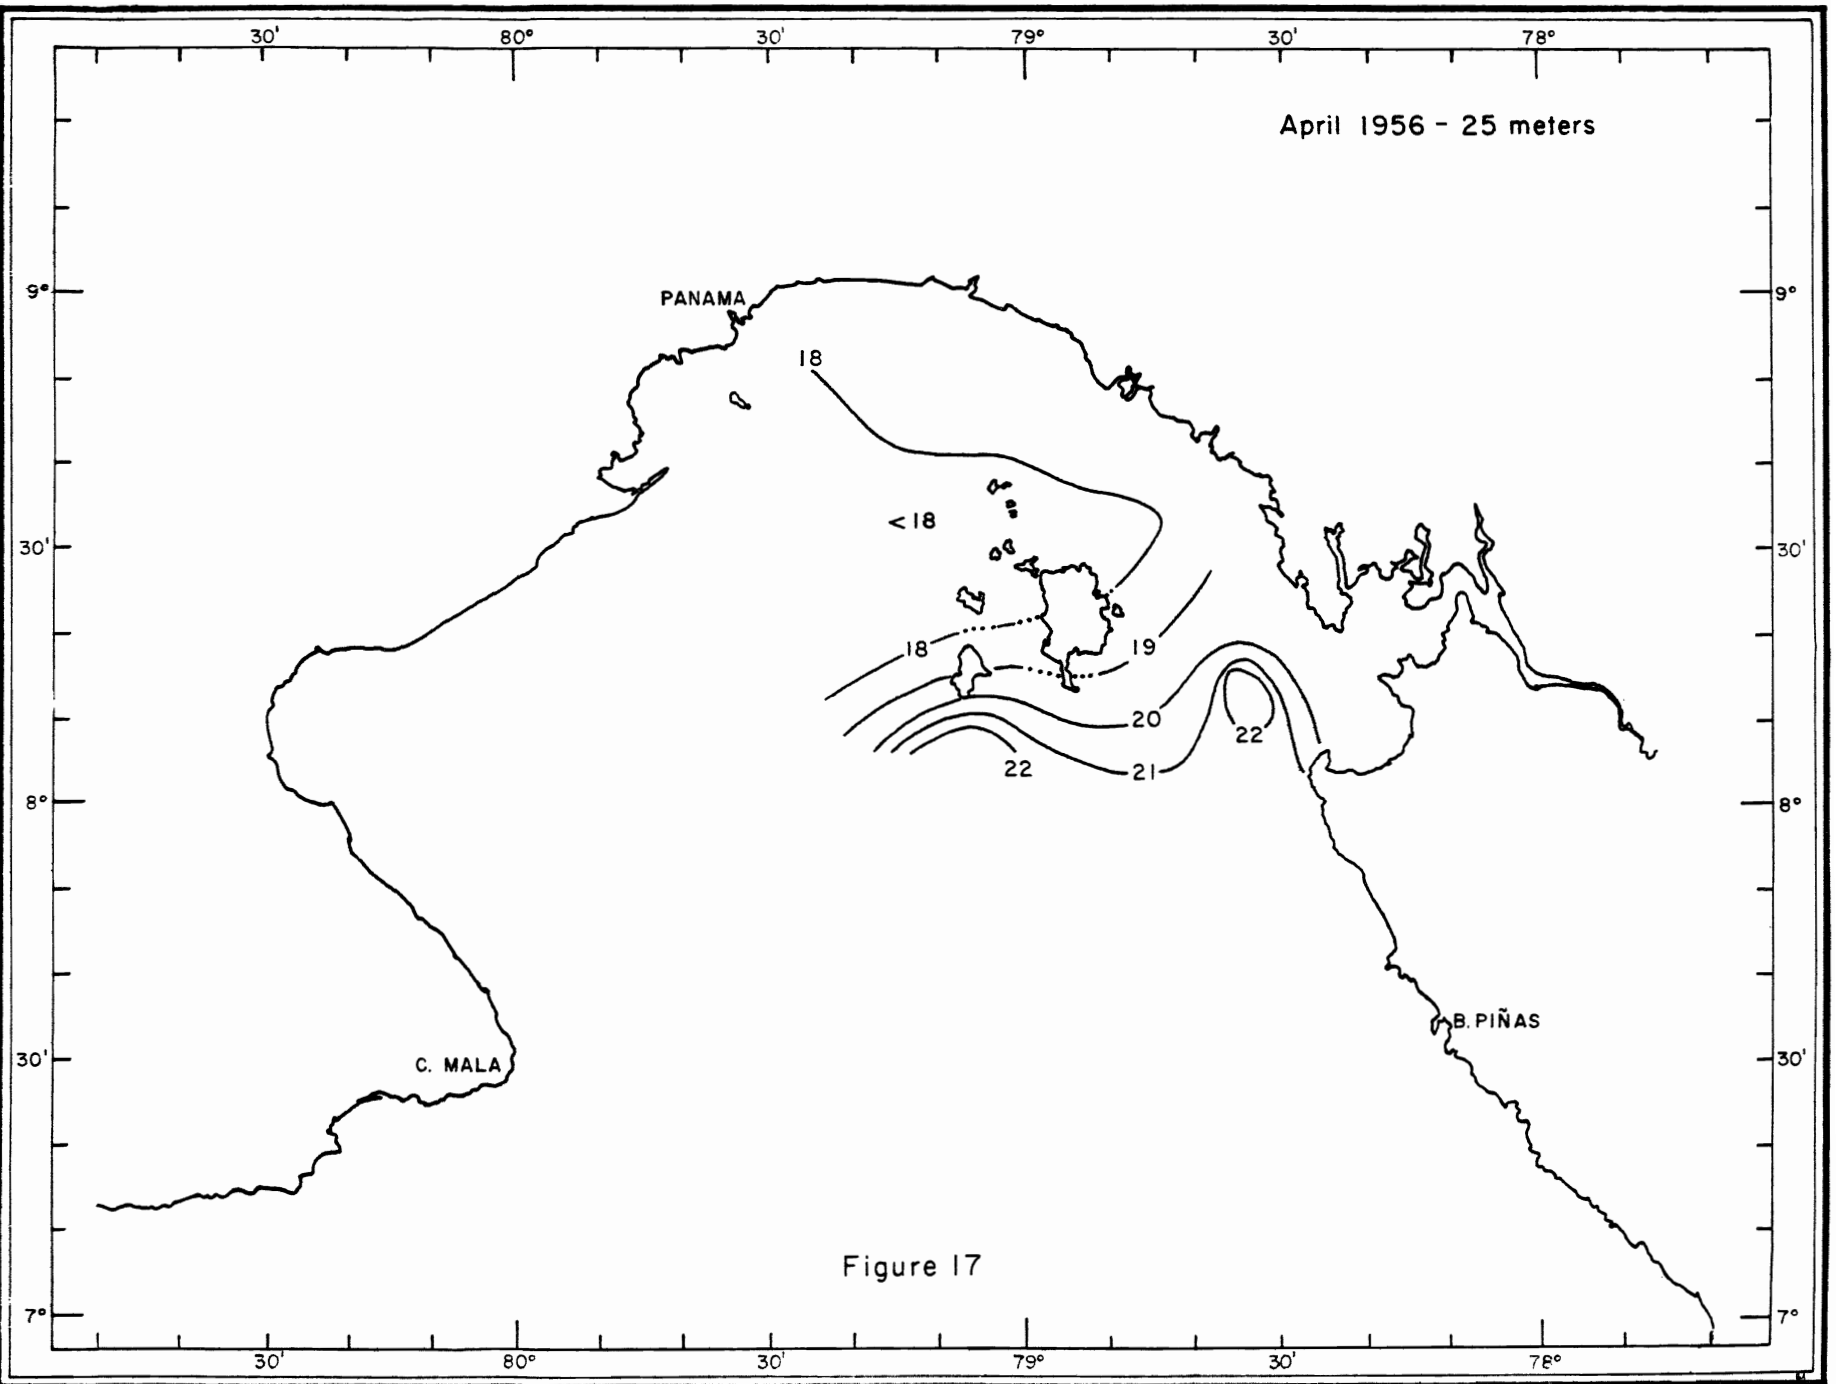 30' 80° 30' 79° 30' 78°
April 1956 - 25 meters
9° PANAMA 9°
18
<18
30' 30'
18 19
20
22
22 21
8° 8°
B. PIÑAS
30' C. MALA 30'
Figure 17
7° 7°
30' 80° 30' 79° 30' 78°